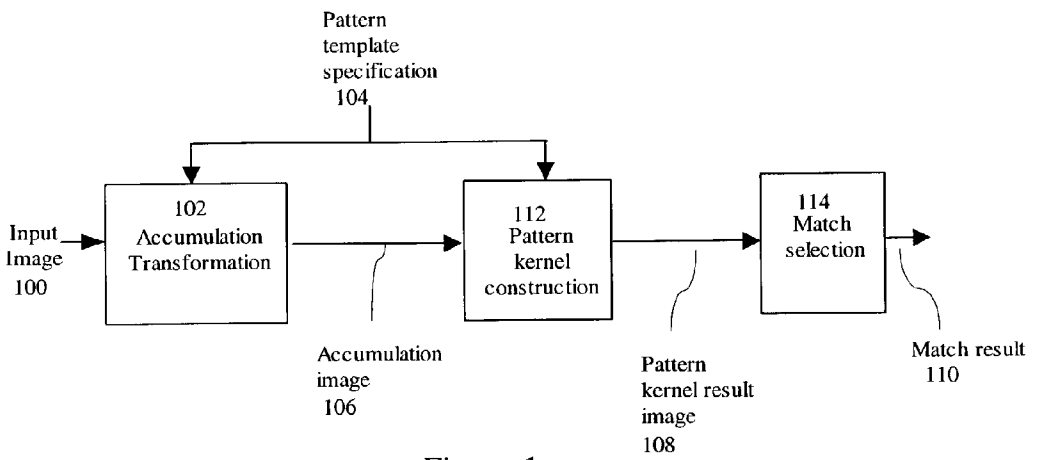 Pattern
template
specification
104
102
Accumulation
Transformation
Input
Image
100
112
Pattern
kernel
construction
114
Match
selection
Accumulation
image
106
Pattern
kernel result
image
108
Match result
110